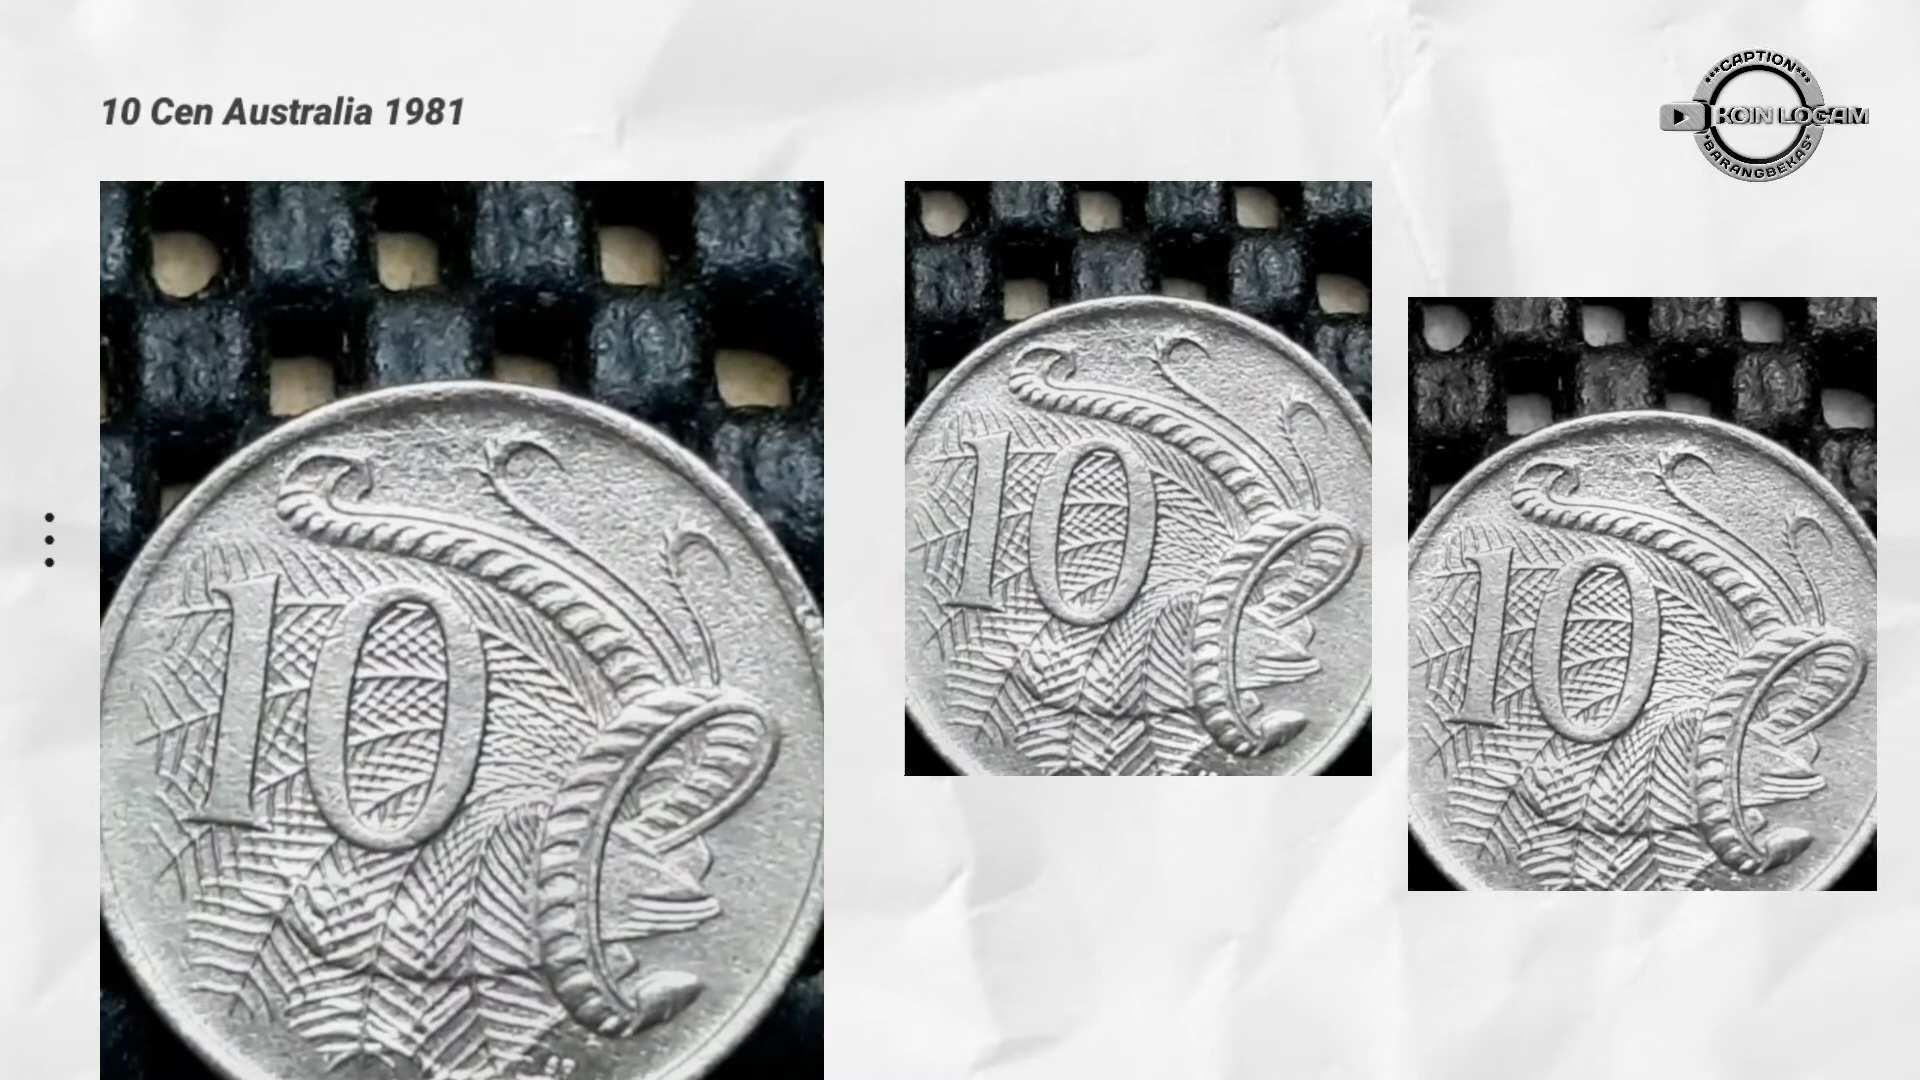 10 Cen Australia 1981
***CAPTION***
KOIN LOGAM
*BARANGBEKAS*
10
10
10